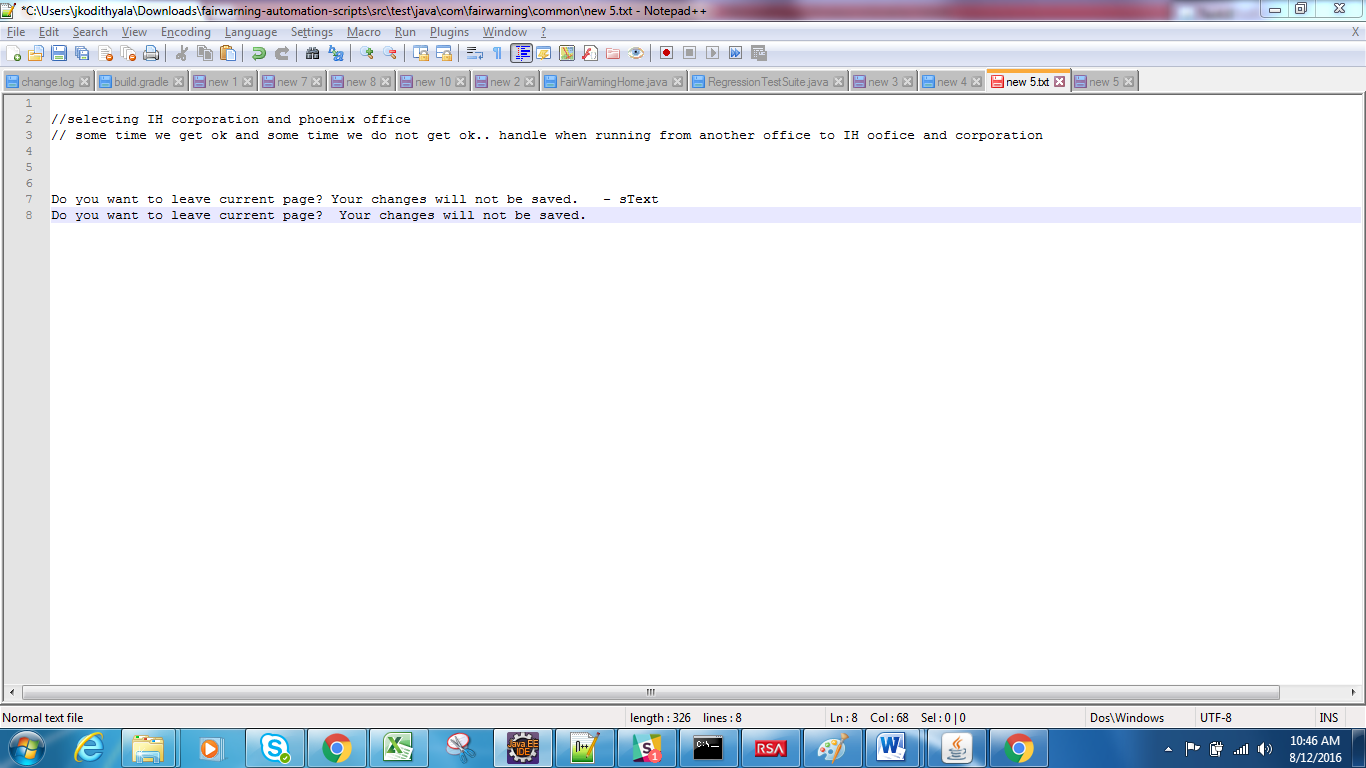 *C:\Users\jkodithyala\Downloads\fairwarning-automation-scripts\src\test\java\com\fairwarning\common\new 5.txt - Notepad++
File Edit Search View Encoding Language Settings Macro Run Plugins Window ? X
change.log build.gradle new 1 new 7 new 8 new 10 new 2 FairWarningHome.java RegressionTestSuite.java new 3 new 4 new 5.txt new 5
1
2 //selecting IH corporation and phoenix office
3 // some time we get ok and some time we do not get ok.. handle when running from another office to IH oofice and corporation
4
5
6
7 Do you want to leave current page? Your changes will not be saved.   - sText
8 Do you want to leave current page?  Your changes will not be saved.
Normal text file length : 326 lines : 8 Ln : 8 Col : 68 Sel : 0 | 0 Dos\Windows UTF-8 INS
Java EE IDE n++ S 1 C:\_ RSA W
10:46 AM
8/12/2016